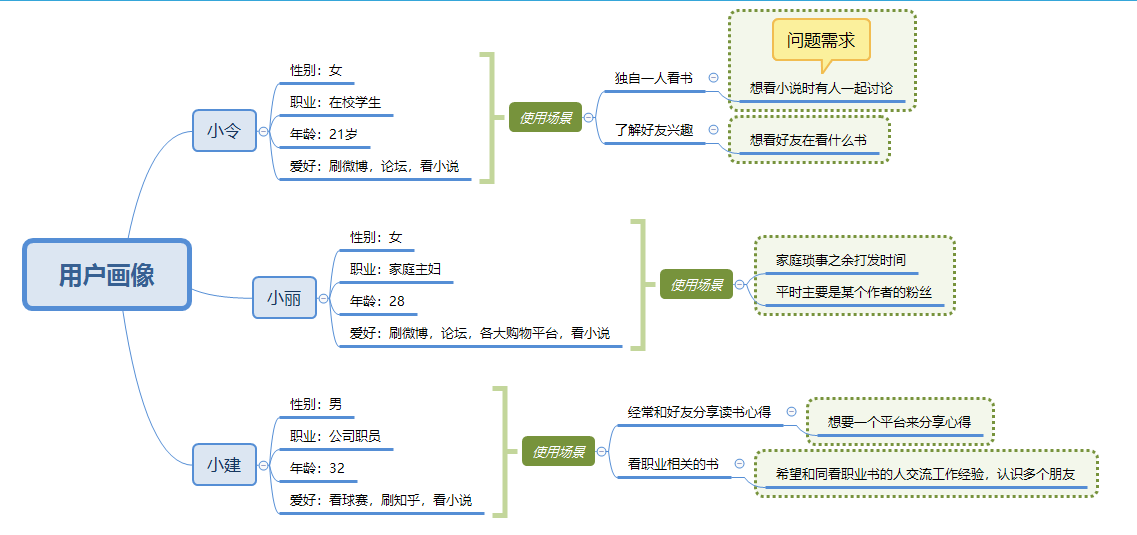 用户画像
小令
性别：女
职业：在校学生
年龄：21岁
爱好：刷微博，论坛，看小说
使用场景
独自一人看书
问题需求
想看小说时有人一起讨论
了解好友兴趣
想看好友在看什么书
小丽
性别：女
职业：家庭主妇
年龄：28
爱好：刷微博，论坛，各大购物平台，看小说
使用场景
家庭琐事之余打发时间
平时主要是某个作者的粉丝
小建
性别：男
职业：公司职员
年龄：32
爱好：看球赛，刷知乎，看小说
使用场景
经常和好友分享读书心得
想要一个平台来分享心得
看职业相关的书
希望和同看职业书的人交流工作经验，认识多个朋友